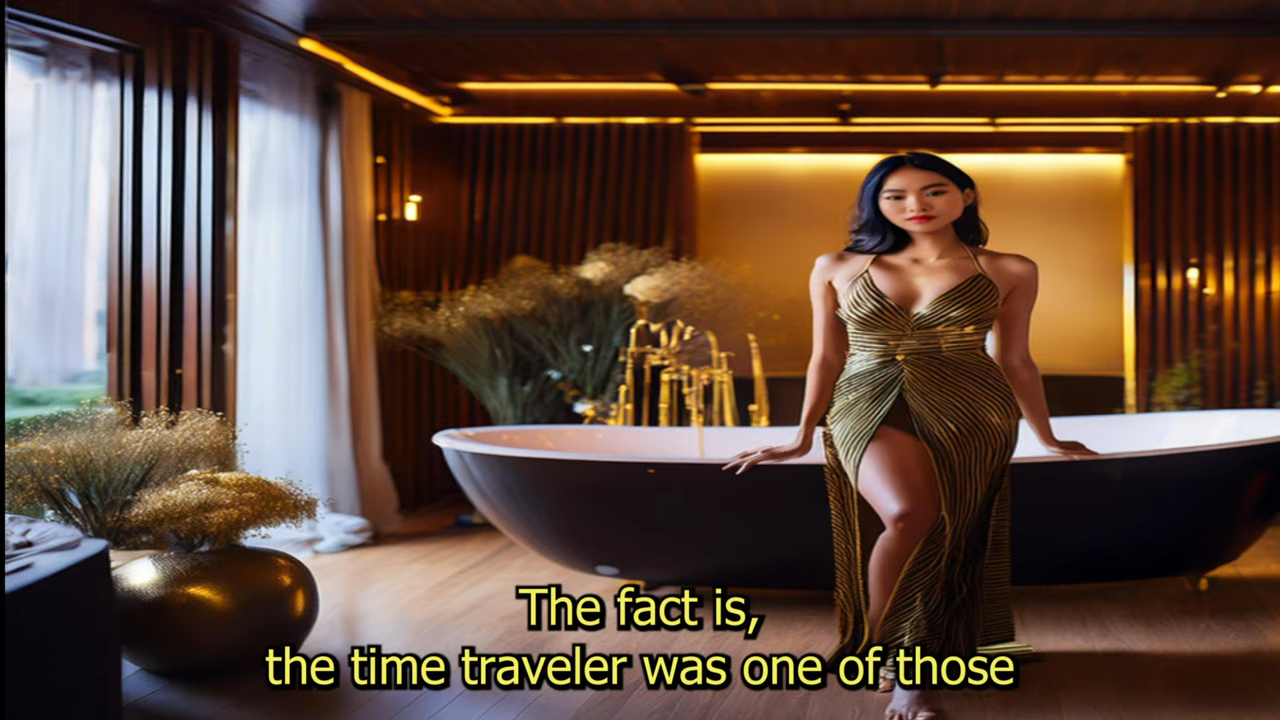 The fact is,
the time traveler was one of those